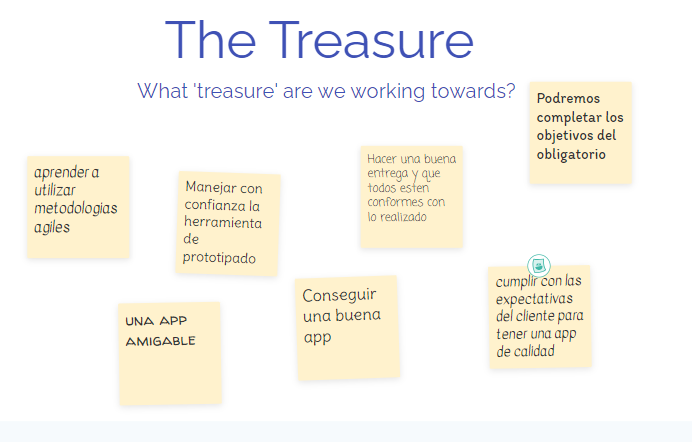 The Treasure
What 'treasure' are we working towards?
Podremos
completar los
objetivos del
obligatorio
Hacer una buena
entrega y que
todos esten
conformes con
lo realizado
aprender a
utilizar
metodologias
agiles
Manejar con
confianza la
herramienta
de
prototipado
cumplir con las
expectativas
del cliente para
tener una app
de calidad
Conseguir
una buena
app
UNA APP
AMIGABLE